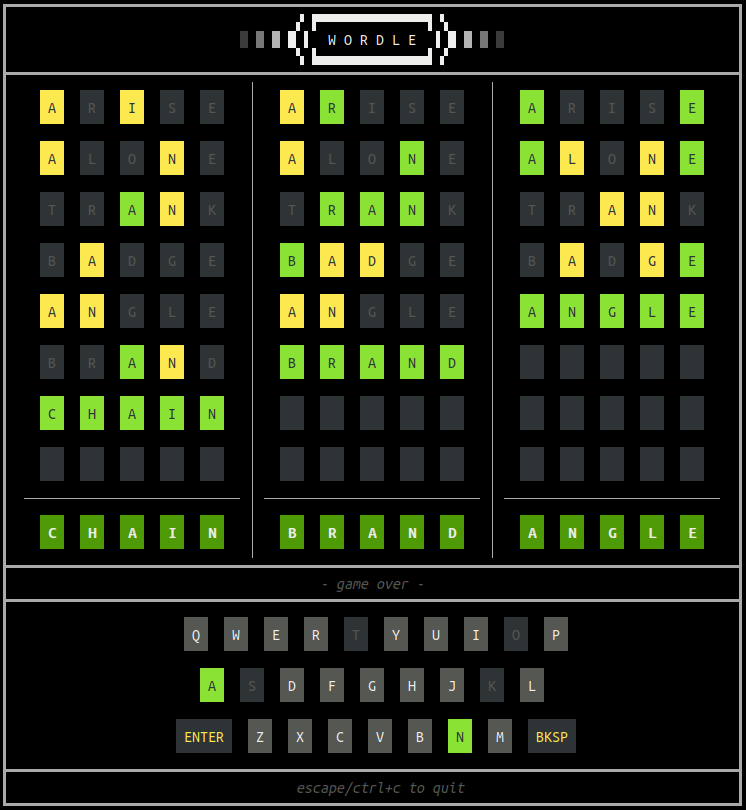 WORDLE
A R I S E A R I S E A R I S E
A L O N E A L O N E A L O N E
T R A N K T R A N K T R A N K
B A D G E B A D G E B A D G E
A N G L E A N G L E A N G L E
B R A N D B R A N D
C H A I N
C H A I N B R A N D A N G L E
- game over -
Q W E R T Y U I O P
A S D F G H J K L
ENTER Z X C V B N M BKSP
escape/ctrl+c to quit